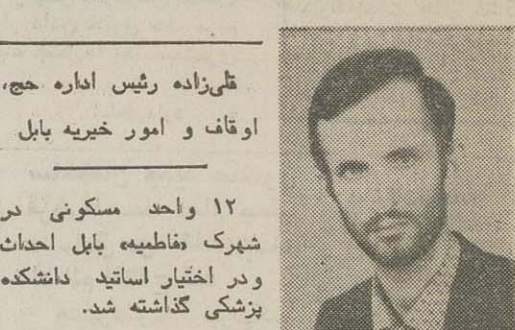 قلی‌زاده رئیس اداره حج،
اوقاف و امور خیریه بابل
۱۲ واحد مسکونی در
شهرک «فاطمیه» بابل احداث
و در اختیار اساتید دانشکده
پزشکی گذاشته شد.